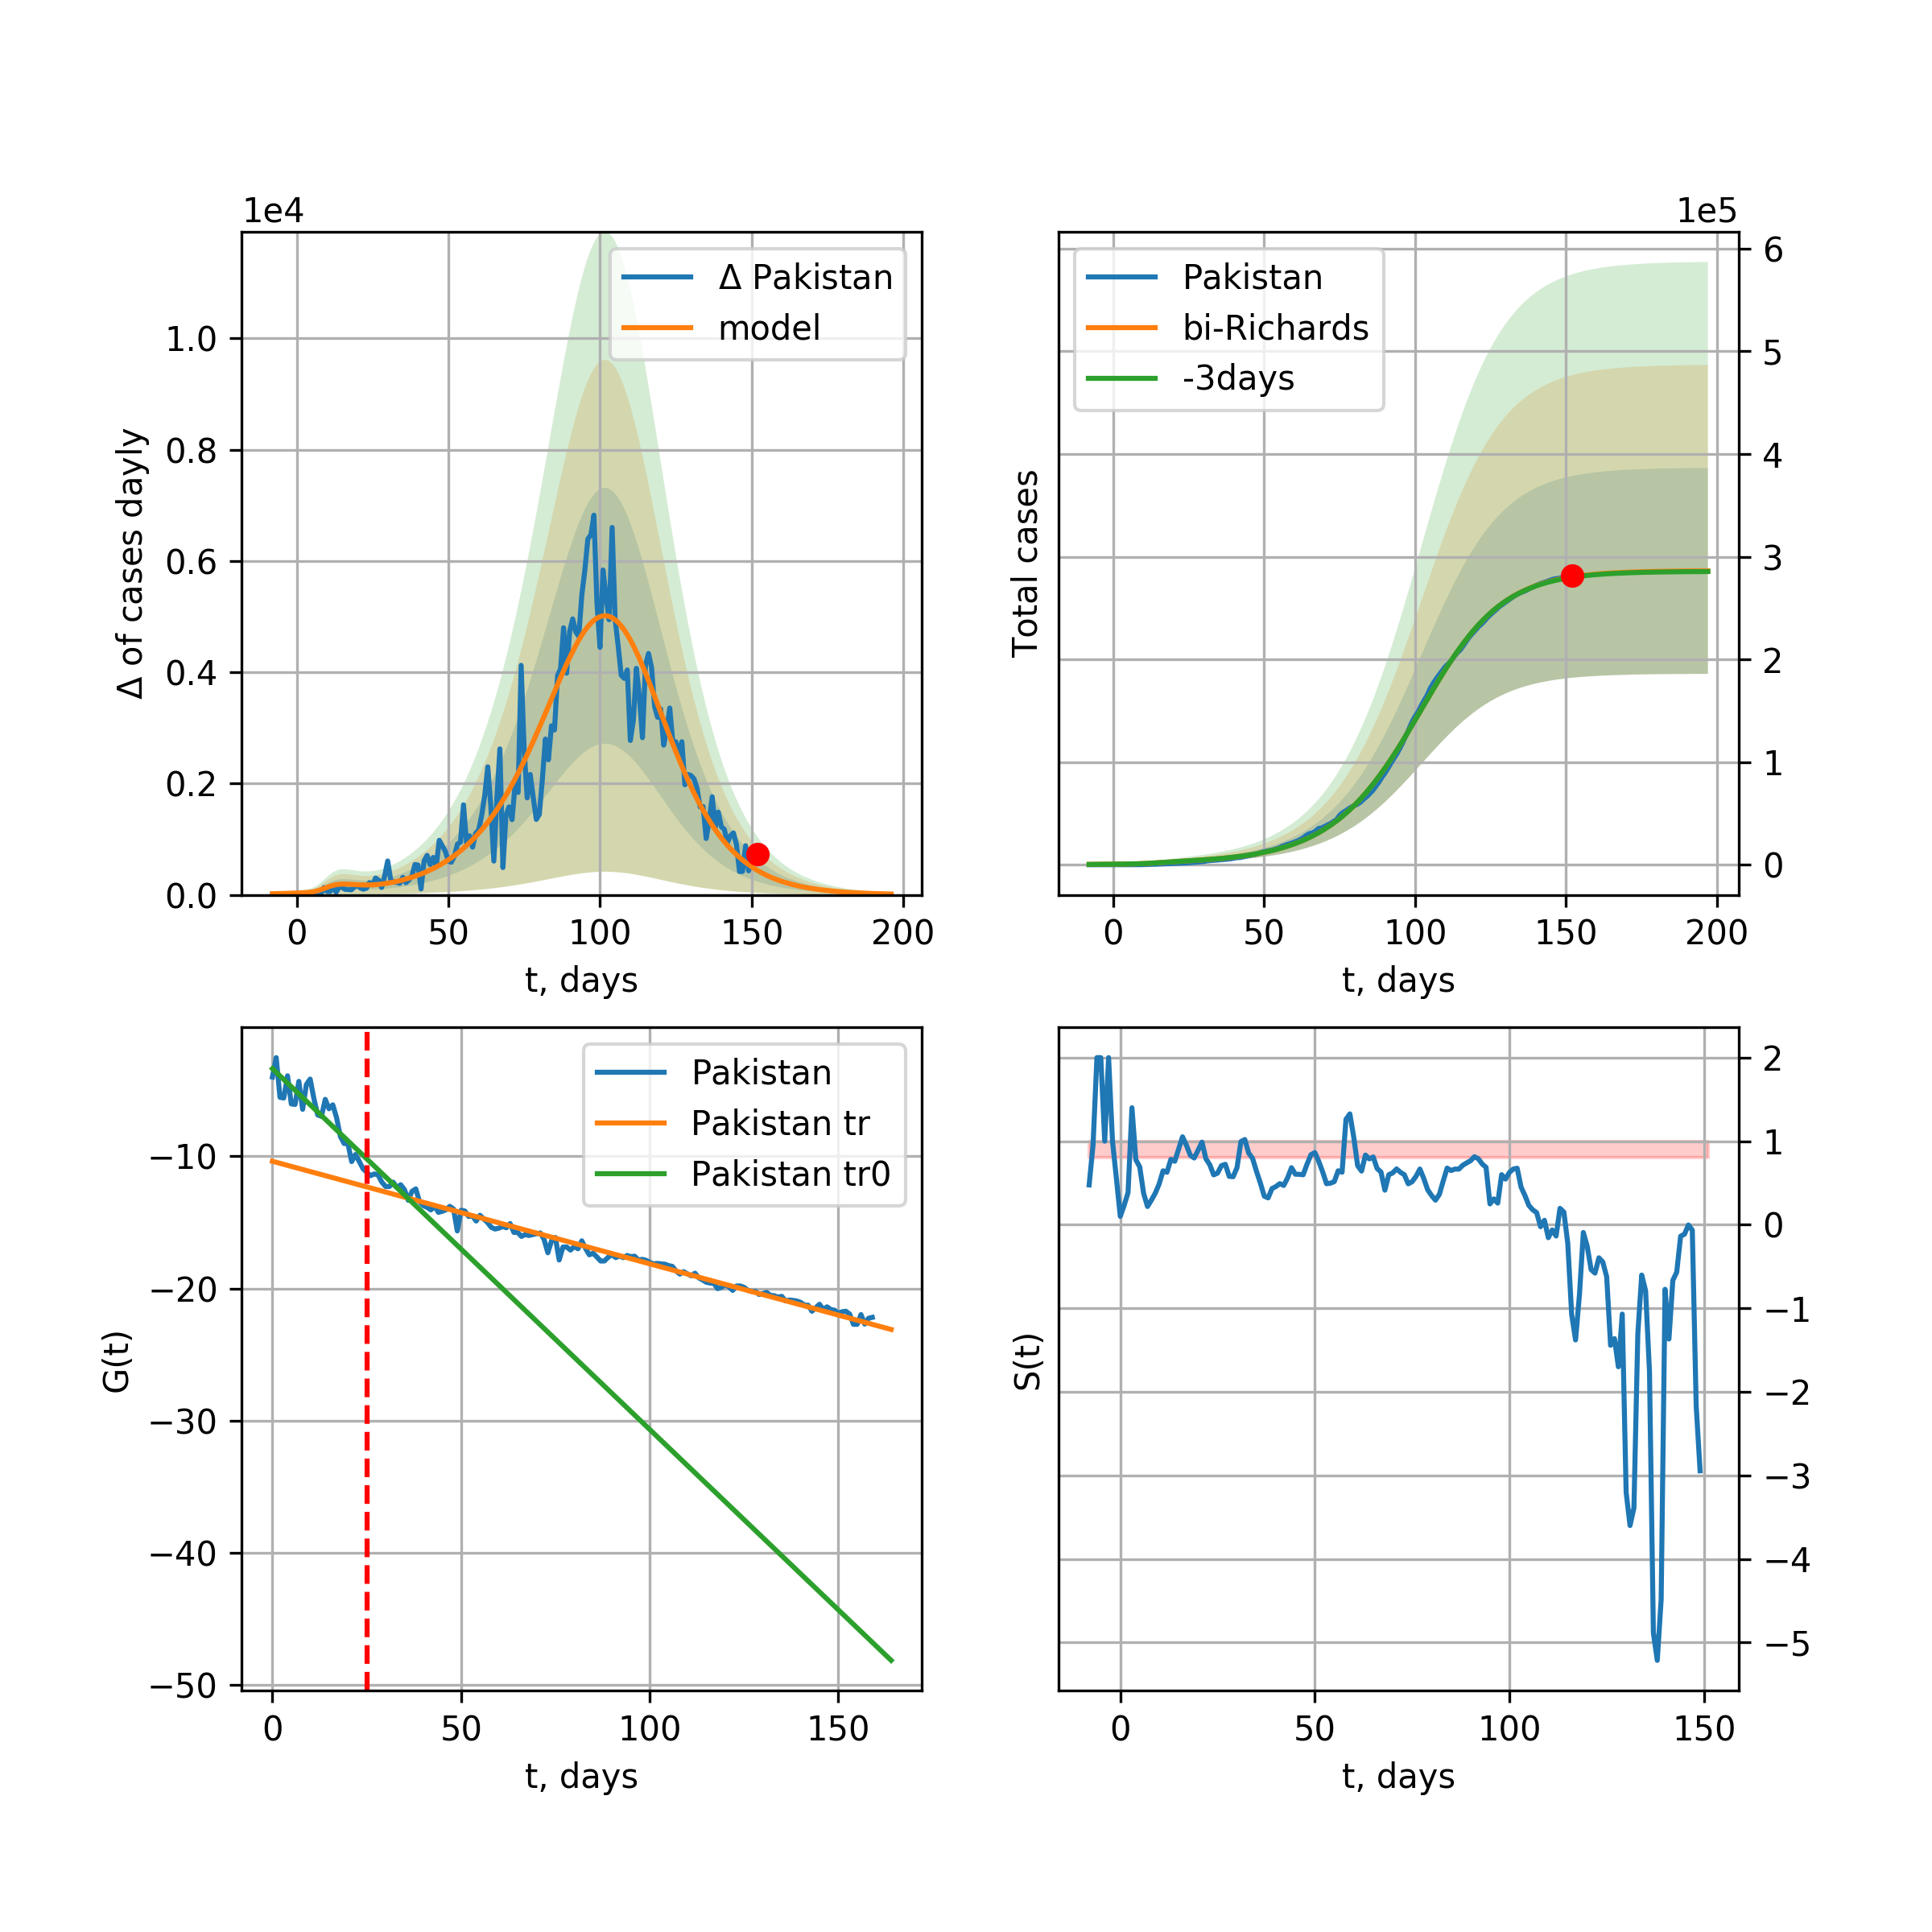 1e4
Δ of cases dayly
1.0
0.8
0.6
0.4
0.2
0.0
0 50 100 150 200
t, days
Δ Pakistan
model
1e5
Total cases
6
5
4
3
2
1
0
0 50 100 150 200
t, days
Pakistan
bi-Richards
-3days
G(t)
−10
−20
−30
−40
−50
0 50 100 150
t, days
Pakistan
Pakistan tr
Pakistan tr0
S(t)
2
1
0
−1
−2
−3
−4
−5
0 50 100 150
t, days